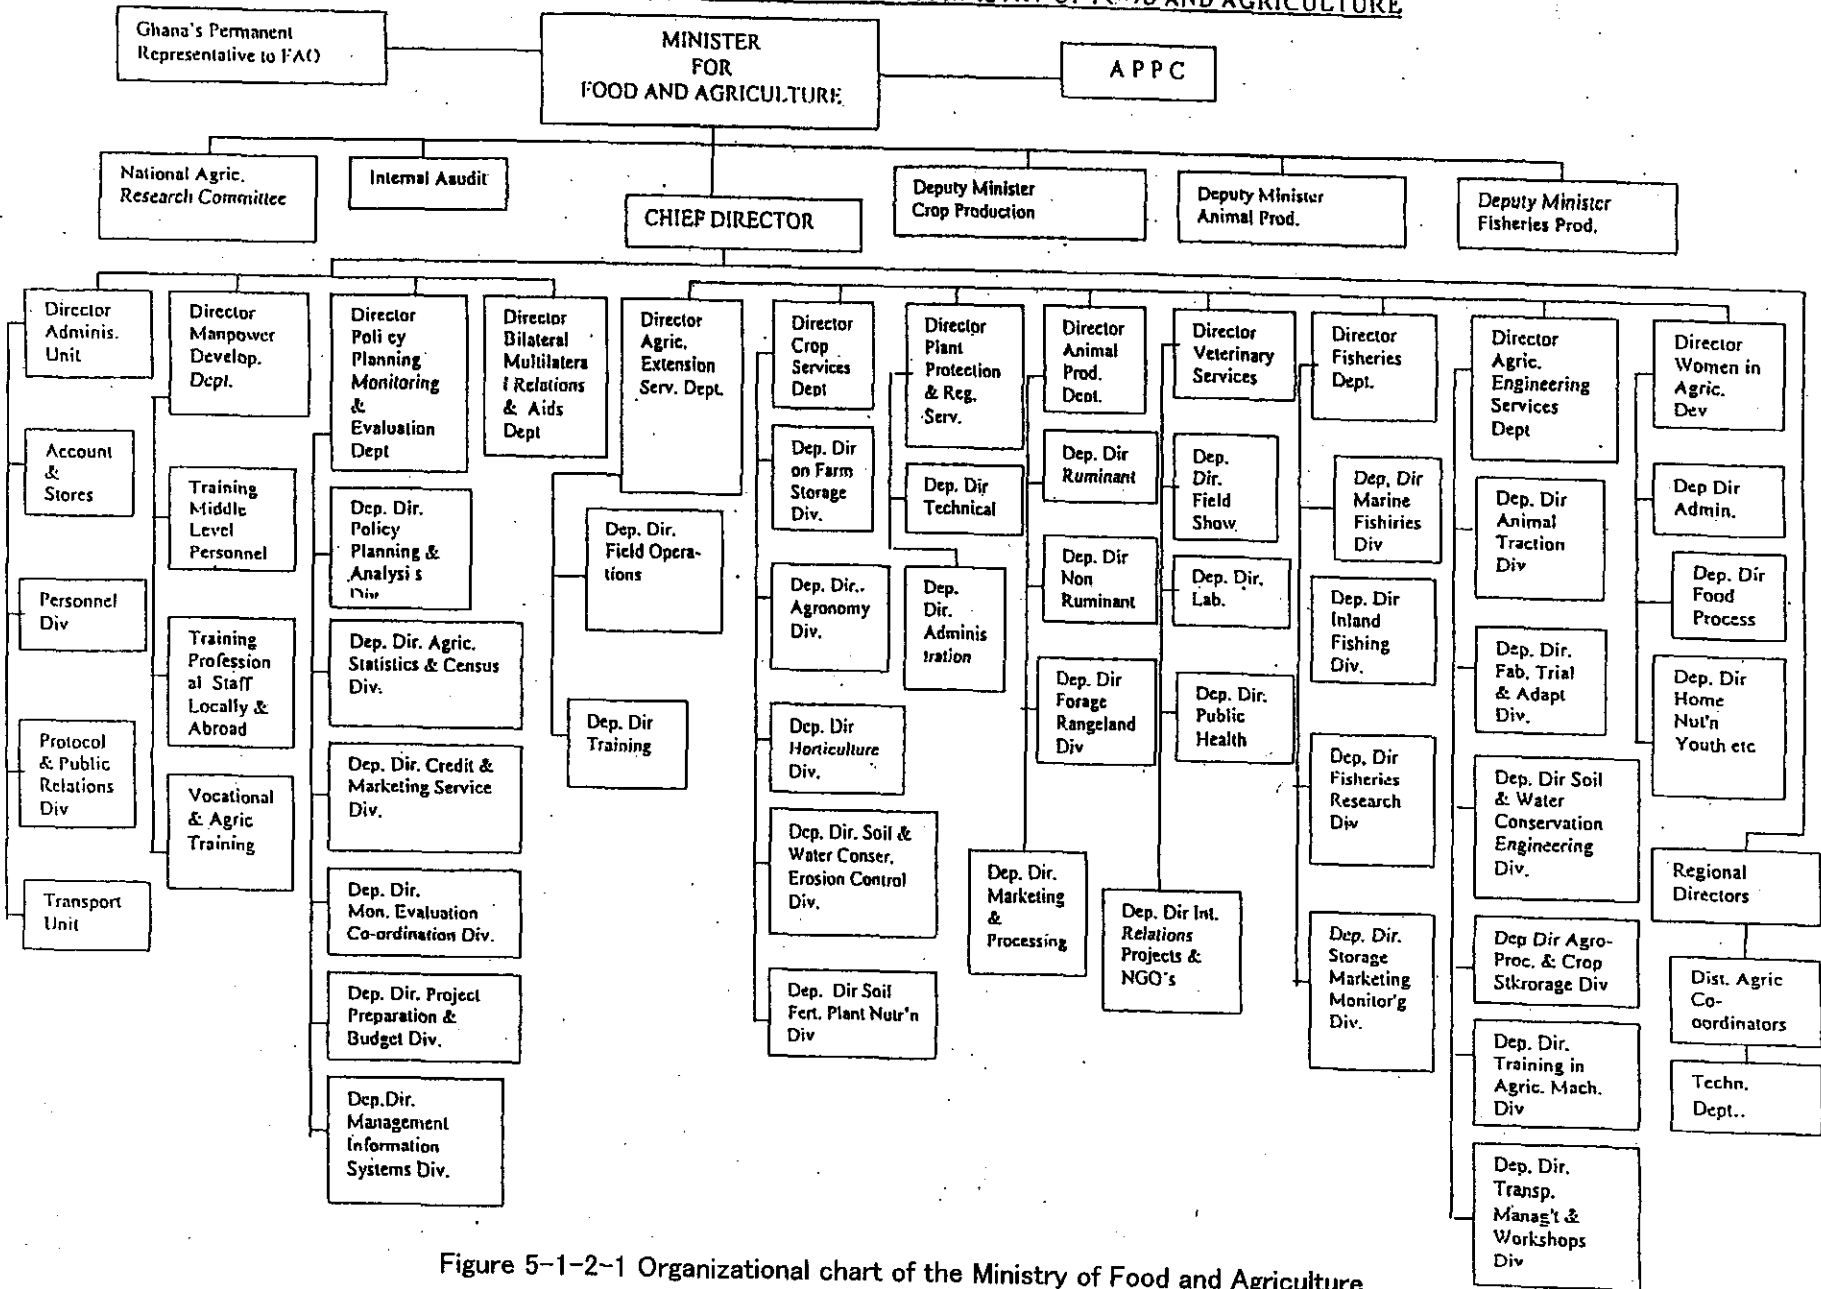 FOOD AND AGRICULTURE
Ghana's Permanent
Representative to FAO
MINISTER
FOR
FOOD AND AGRICULTURE
A P P C
National Agric.
Research Committee
Internal Aaudit
CHIEF DIRECTOR
Deputy Minister
Crop Production
Deputy Minister
Animal Prod.
Deputy Minister
Fisheries Prod.
Director
Adminis.
Unit
Director
Manpower
Develop.
Dept.
Director
Poli cy
Planning
Monitoring
&
Evaluation
Dept
Director
Bilateral
Multilatera
l Relations
& Aids
Dept
Director
Agric.
Extension
Serv. Dept.
Director
Crop
Services
Dept
Director
Plant
Protection
& Reg.
Serv.
Director
Animal
Prod.
Dept.
Director
Veterinary
Services
Director
Fisheries
Dept.
Director
Agric.
Engineering
Services
Dept
Director
Women in
Agric.
Dev
Account
&
Stores
Personnel
Div
Protocol
& Public
Relations
Div
Transport
Unit
Training
Middle
Level
Personnel
Training
Profession
al Staff
Locally &
Abroad
Vocational
& Agric
Training
Dep. Dir.
Policy
Planning &
Analysi s
Div
Dep. Dir. Agric.
Statistics & Census
Div.
Dep. Dir. Credit &
Marketing Service
Div.
Dep. Dir.
Mon. Evaluation
Co-ordination Div.
Dep. Dir. Project
Preparation &
Budget Div.
Dep.Dir.
Management
Information
Systems Div.
Dep. Dir.
Field Opera-
tions
Dep. Dir
Training
Dep. Dir
on Farm
Storage
Div.
Dep. Dir..
Agronomy
Div.
Dep. Dir
Horticulture
Div.
Dep. Dir. Soil &
Water Conser.
Erosion Control
Div.
Dep. Dir Soil
Fert. Plant Nutr'n
Div
Dep. Dir
Technical
Dep.
Dir.
Adminis
tration
Dep. Dir
Ruminant
Dep. Dir
Non
Ruminant
Dep. Dir
Forage
Rangeland
Div
Dep. Dir.
Marketing
&
Processing
Dep.
Dir.
Field
Show
Dep. Dir.
Lab.
Dep. Dir.
Public
Health
Dep. Dir Int.
Relations
Projects &
NGO's
Dep. Dir
Marine
Fishiries
Div
Dep. Dir
Inland
Fishing
Div.
Dep. Dir
Fisheries
Research
Div
Dep. Dir.
Storage
Marketing
Monitor'g
Div.
Dep. Dir
Animal
Traction
Div
Dep. Dir.
Fab. Trial
& Adapt
Div.
Dep. Dir Soil
& Water
Conservation
Engineering
Div.
Dep Dir Agro-
Proc. & Crop
Stkrorage Div
Dep. Dir.
Training in
Agric. Mach.
Div
Dep. Dir.
Transp.
Manag't &
Workshops
Div
Dep Dir
Admin.
Dep. Dir
Food
Process
Dep. Dir
Home
Nut'n
Youth etc
Regional
Directors
Dist. Agric
Co-
oordinators
Techn.
Dept..
Figure 5-1-2-1 Organizational chart of the Ministry of Food and Agriculture